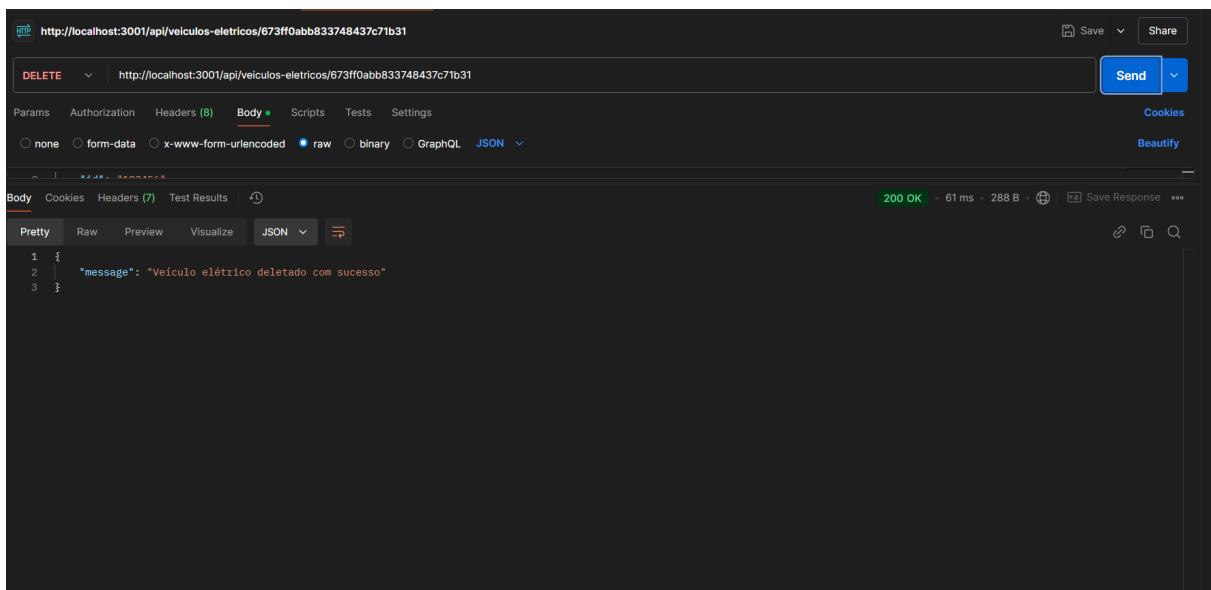 HTTP http://localhost:3001/api/veiculos-eletricos/673ff0abb833748437c71b31 Save Share
DELETE http://localhost:3001/api/veiculos-eletricos/673ff0abb833748437c71b31 Send
Params Authorization Headers (8) Body Scripts Tests Settings Cookies
none form-data x-www-form-urlencoded raw binary GraphQL JSON Beautify
Body Cookies Headers (7) Test Results 200 OK 61 ms 288 B Save Response
Pretty Raw Preview Visualize JSON
1 {
2 "message": "Veículo elétrico deletado com sucesso"
3 }